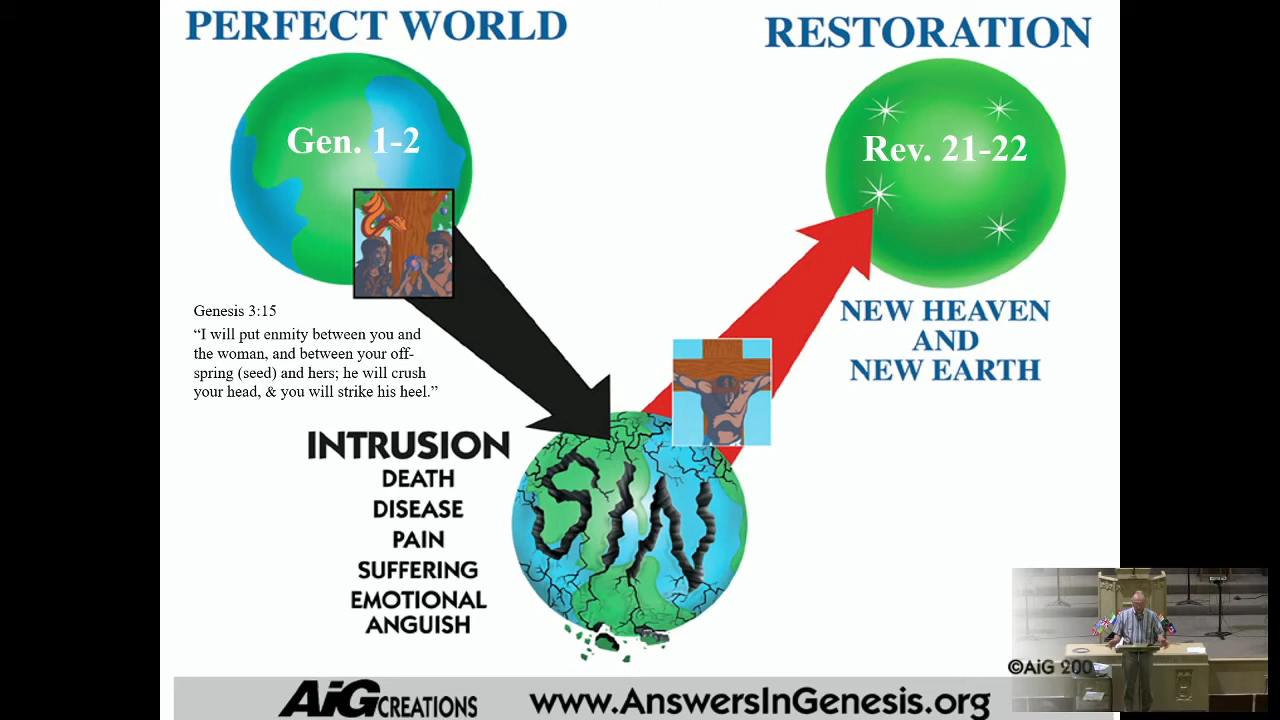 PERFECT WORLD
Gen. 1-2
Genesis 3:15
“I will put enmity between you and
the woman, and between your off-
spring (seed) and hers; he will crush
your head, & you will strike his heel.”
INTRUSION
DEATH
DISEASE
PAIN
SUFFERING
EMOTIONAL
ANGUISH
SIN
RESTORATION
Rev. 21-22
NEW HEAVEN
AND
NEW EARTH
©AiG 200
AiG CREATIONS
www.AnswersInGenesis.org